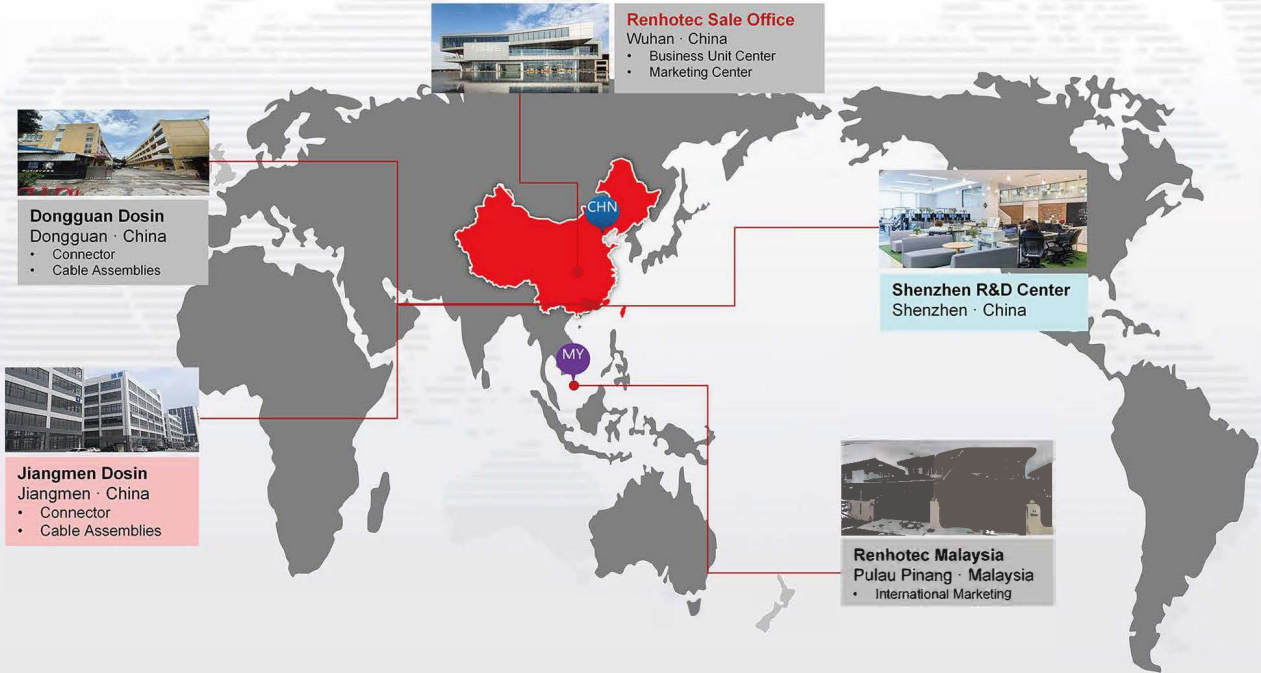 Renhotec Sale Office
Wuhan · China
• Business Unit Center
• Marketing Center
Dongguan Dosin
Dongguan · China
• Connector
• Cable Assemblies
CHN
Shenzhen R&D Center
Shenzhen · China
MY
Jiangmen Dosin
Jiangmen · China
• Connector
• Cable Assemblies
Renhotec Malaysia
Pulau Pinang · Malaysia
• International Marketing